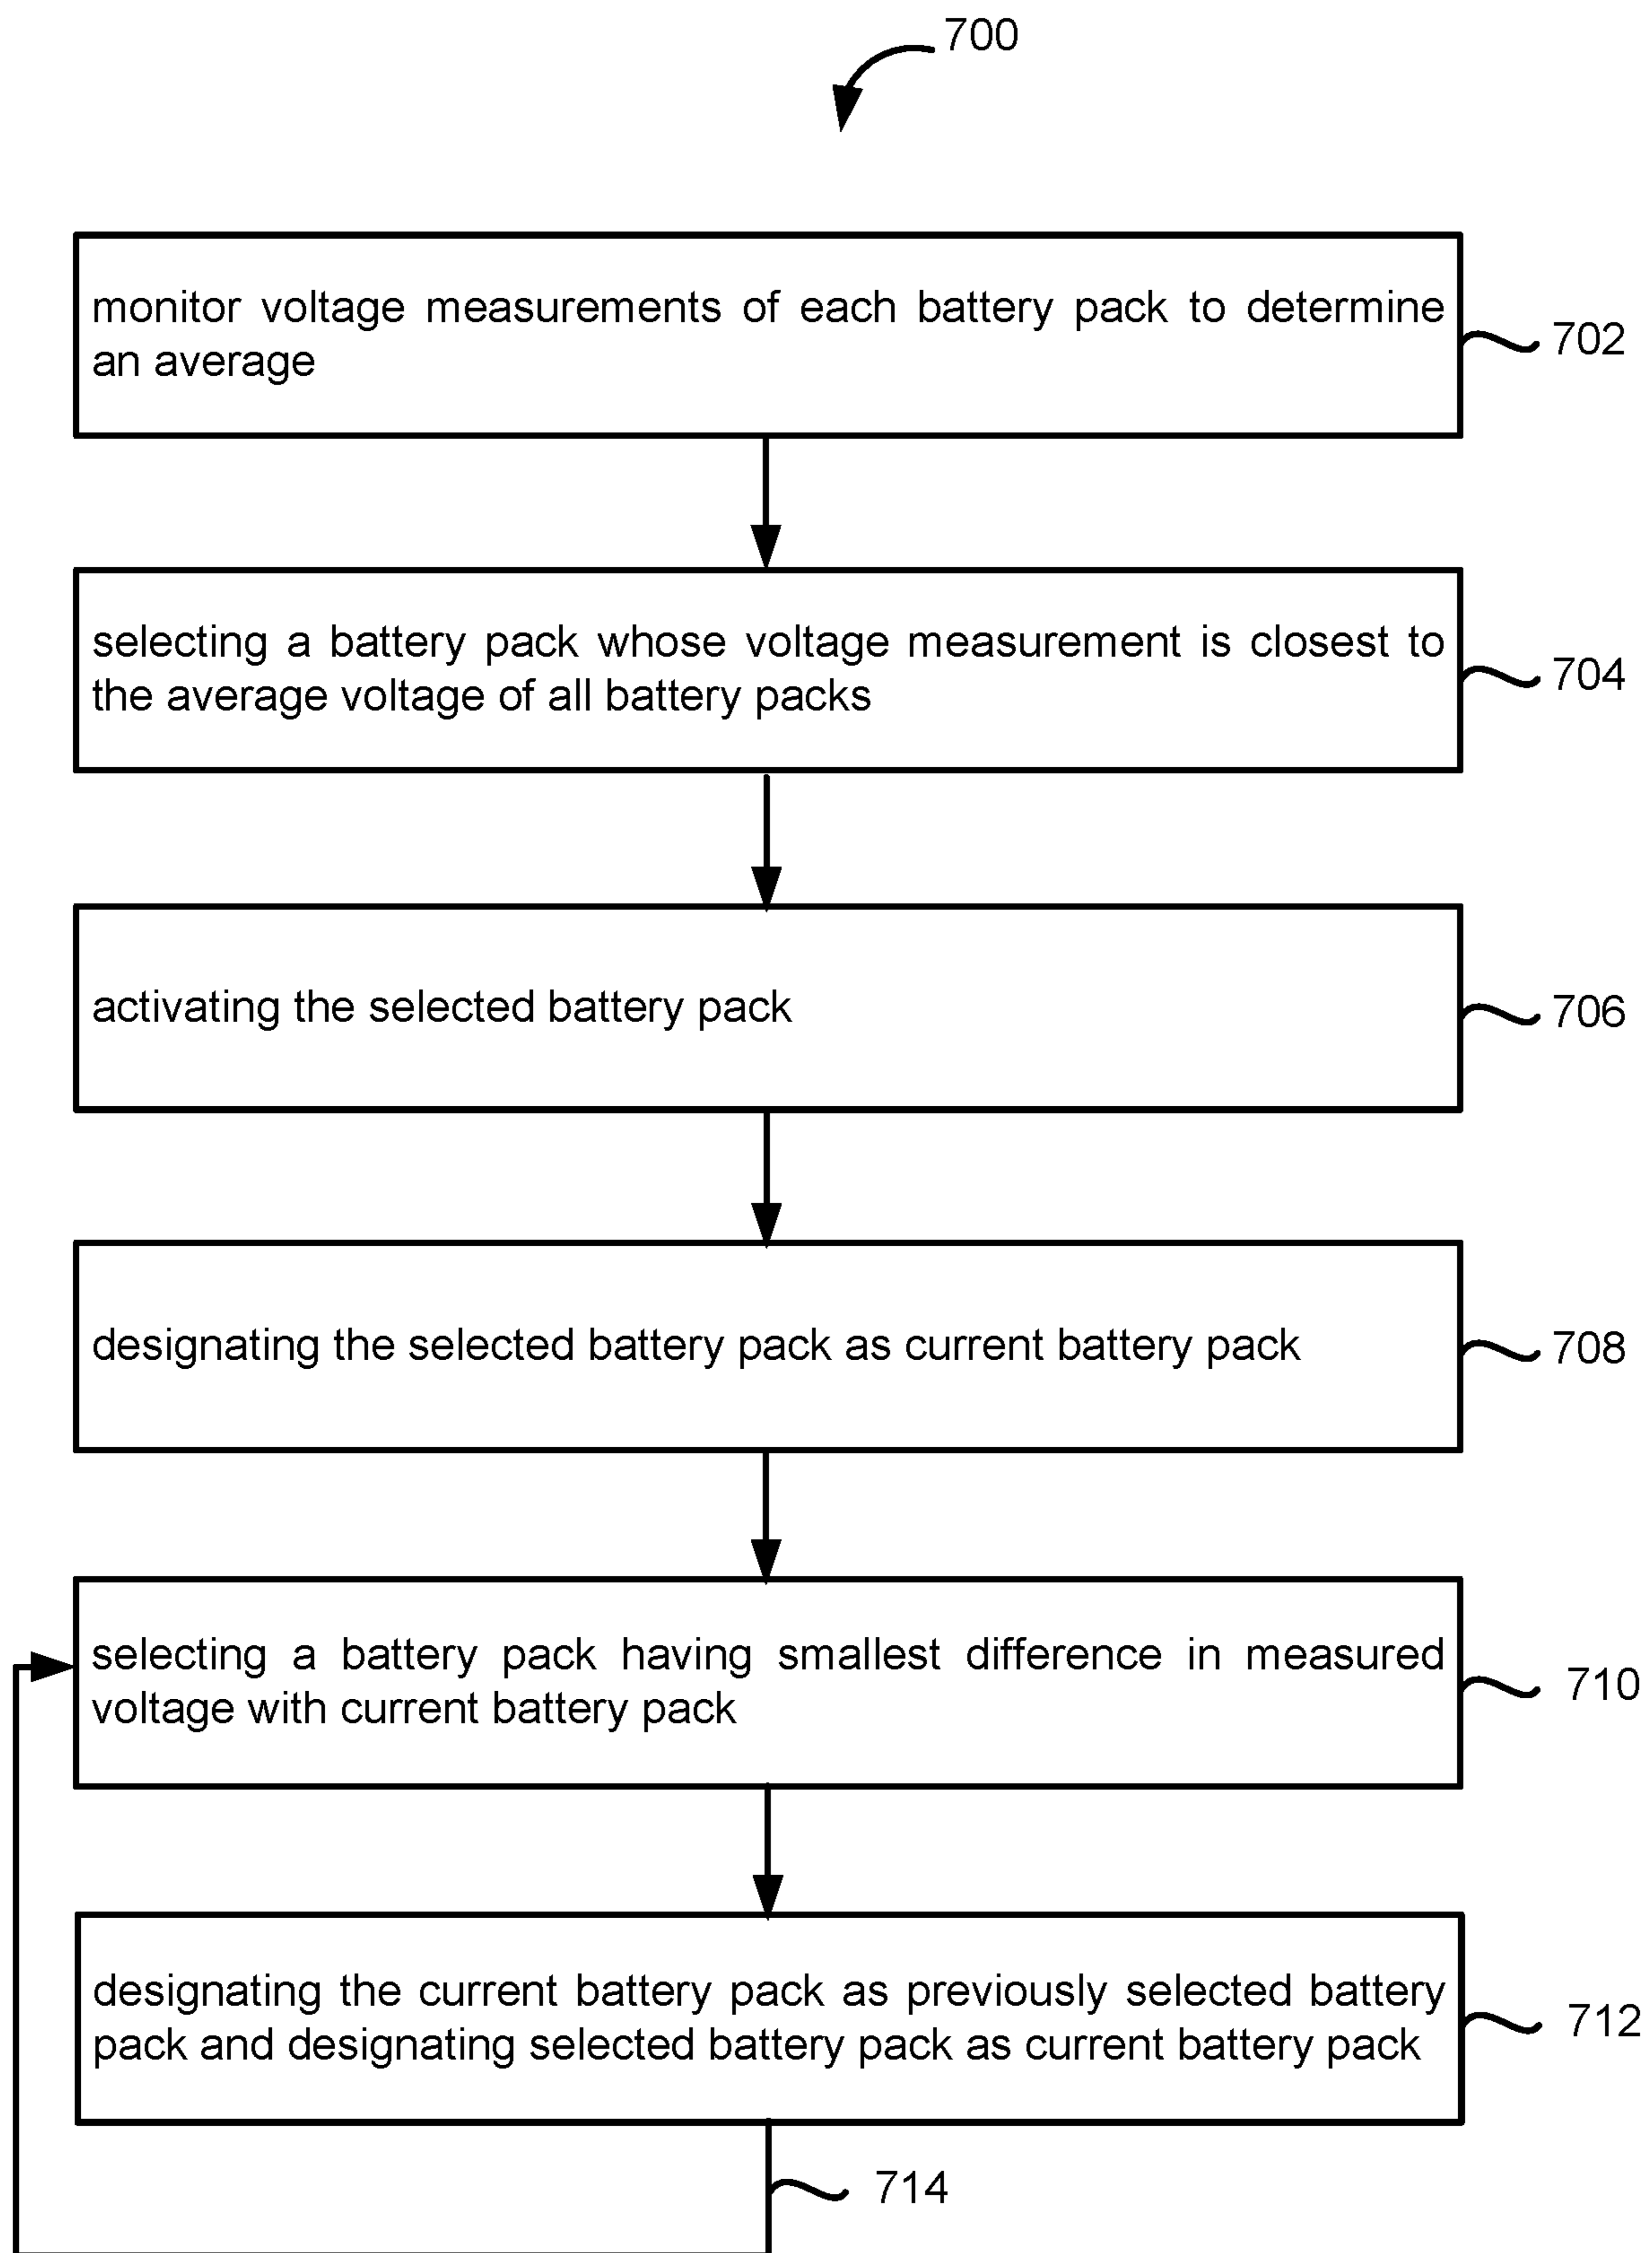 700
monitor voltage measurements of each battery pack to determine
an average
702
selecting a battery pack whose voltage measurement is closest to
the average voltage of all battery packs
704
activating the selected battery pack
706
designating the selected battery pack as current battery pack
708
selecting a battery pack having smallest difference in measured
voltage with current battery pack
710
designating the current battery pack as previously selected battery
pack and designating selected battery pack as current battery pack
712
714